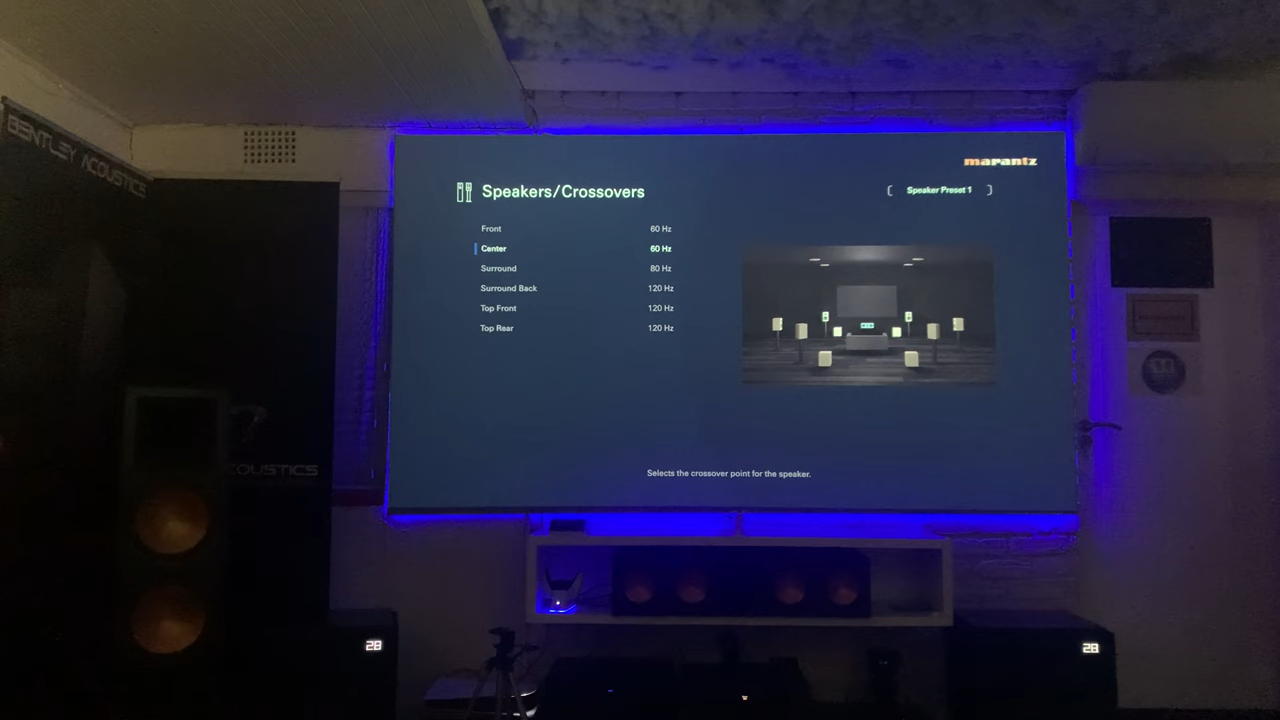 BENTLEY ACOUSTICS
marantz
Speakers/Crossovers
Speaker Preset 1
Front 60 Hz
Center 60 Hz
Surround 80 Hz
Surround Back 120 Hz
Top Front 120 Hz
Top Rear 120 Hz
COUSTICS
Selects the crossover point for the speaker.
28
28